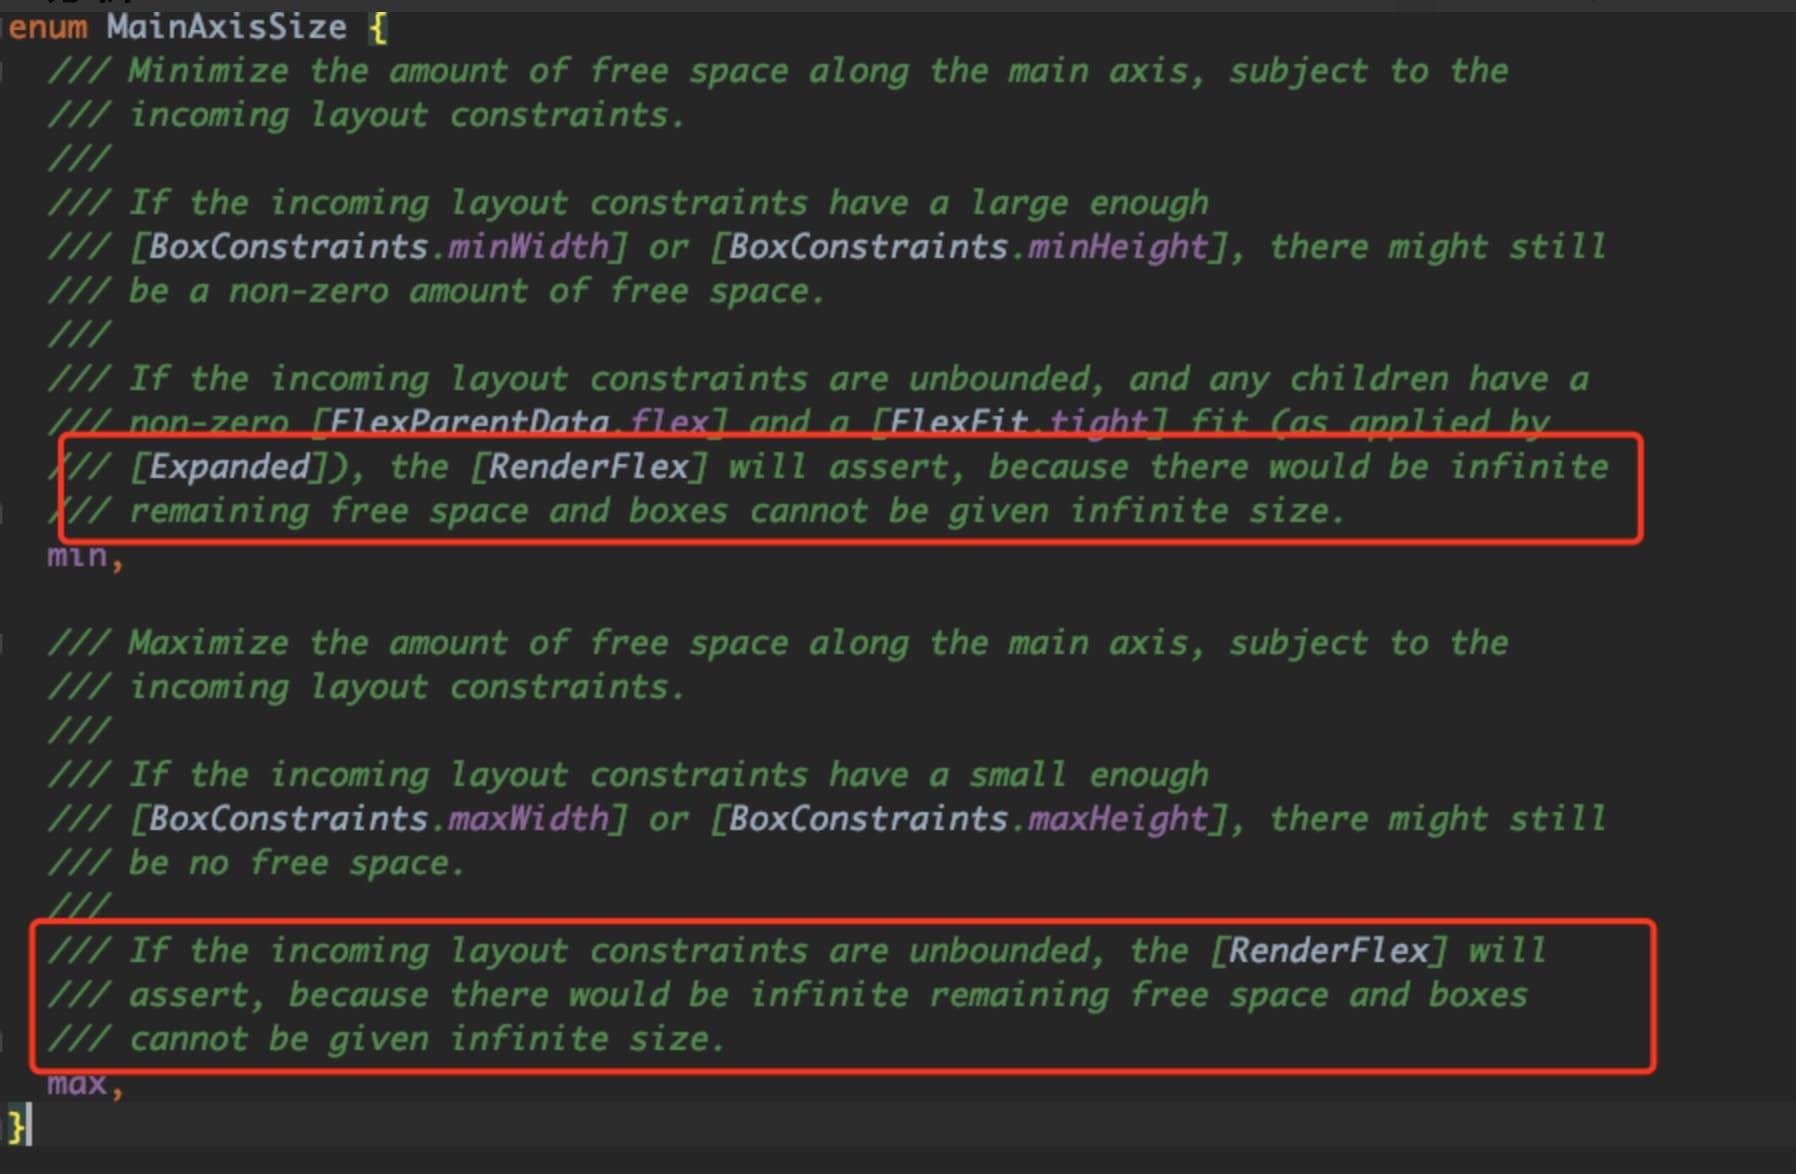 enum MainAxisSize {
/// Minimize the amount of free space along the main axis, subject to the
/// incoming layout constraints.
///
/// If the incoming layout constraints have a large enough
/// [BoxConstraints.minWidth] or [BoxConstraints.minHeight], there might still
/// be a non-zero amount of free space.
///
/// If the incoming layout constraints are unbounded, and any children have a
/// non-zero [FlexParentData.flex] and a [FlexFit.tight] fit (as applied by
/// [Expanded]), the [RenderFlex] will assert, because there would be infinite
/// remaining free space and boxes cannot be given infinite size.
min,
/// Maximize the amount of free space along the main axis, subject to the
/// incoming layout constraints.
///
/// If the incoming layout constraints have a small enough
/// [BoxConstraints.maxWidth] or [BoxConstraints.maxHeight], there might still
/// be no free space.
///
/// If the incoming layout constraints are unbounded, the [RenderFlex] will
/// assert, because there would be infinite remaining free space and boxes
/// cannot be given infinite size.
max,
}